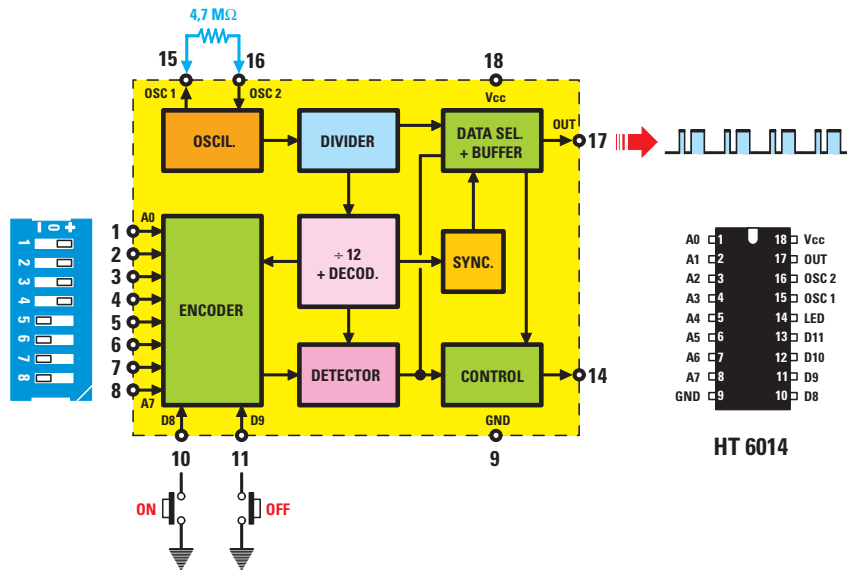 4,7 MΩ
15 16 18
OSC 1 OSC 2 Vcc
OSCIL.
DIVIDER
DATA SEL.
+ BUFFER
OUT
17
– 0 +
1
2
3
4
5
6
7
8
1 A0
2
3
4
5
6
7
8 A7
ENCODER
÷ 12
+ DECOD.
SYNC.
DETECTOR
CONTROL
14
D8 D9 GND
10 11 9
ON OFF
A0 1 18 Vcc
A1 2 17 OUT
A2 3 16 OSC 2
A3 4 15 OSC 1
A4 5 14 LED
A5 6 13 D11
A6 7 12 D10
A7 8 11 D9
GND 9 10 D8
HT 6014